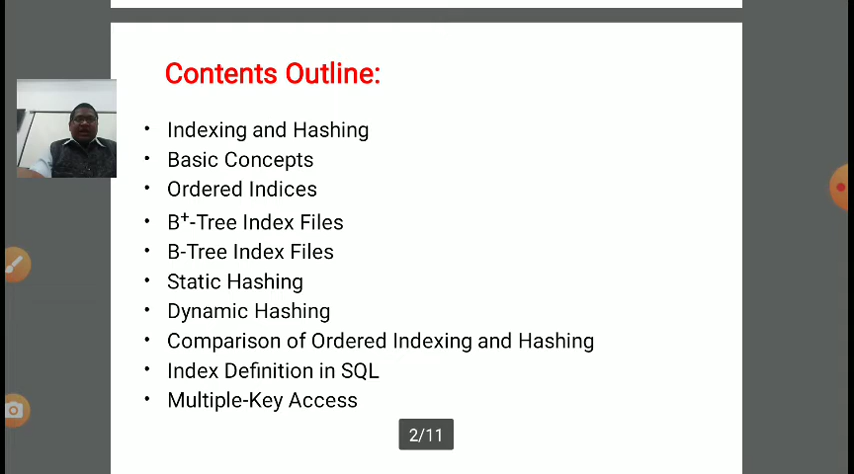 Contents Outline:
• Indexing and Hashing
• Basic Concepts
• Ordered Indices
• B⁺-Tree Index Files
• B-Tree Index Files
• Static Hashing
• Dynamic Hashing
• Comparison of Ordered Indexing and Hashing
• Index Definition in SQL
• Multiple-Key Access
2/11